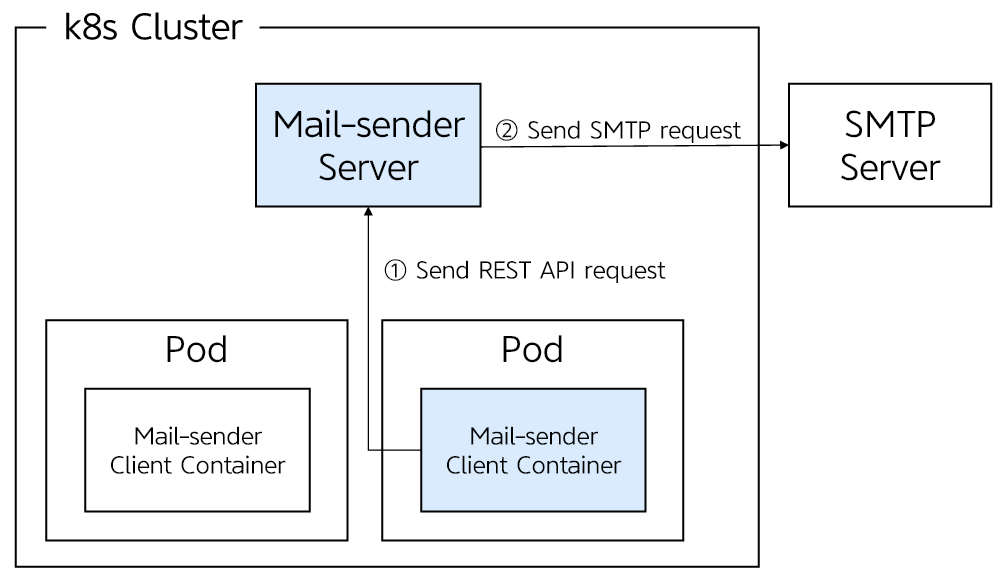 k8s Cluster
Mail-sender
Server
② Send SMTP request
SMTP
Server
① Send REST API request
Pod
Mail-sender
Client Container
Pod
Mail-sender
Client Container